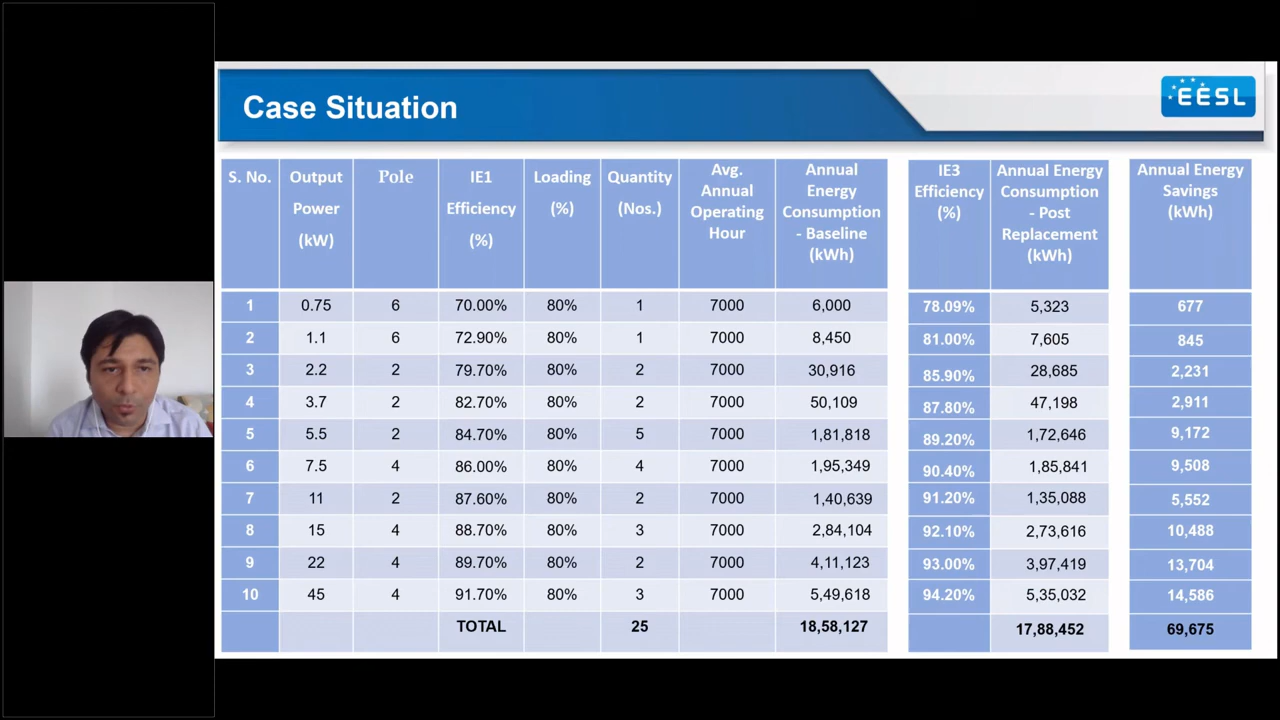 Case Situation
EESL
S. No. Output Power (kW) Pole IE1 Efficiency (%) Loading (%) Quantity (Nos.) Avg. Annual Operating Hour Annual Energy Consumption - Baseline (kWh) IE3 Efficiency (%) Annual Energy Consumption - Post Replacement (kWh) Annual Energy Savings (kWh)
1 0.75 6 70.00% 80% 1 7000 6,000 78.09% 5,323 677
2 1.1 6 72.90% 80% 1 7000 8,450 81.00% 7,605 845
3 2.2 2 79.70% 80% 2 7000 30,916 85.90% 28,685 2,231
4 3.7 2 82.70% 80% 2 7000 50,109 87.80% 47,198 2,911
5 5.5 2 84.70% 80% 5 7000 1,81,818 89.20% 1,72,646 9,172
6 7.5 4 86.00% 80% 4 7000 1,95,349 90.40% 1,85,841 9,508
7 11 2 87.60% 80% 2 7000 1,40,639 91.20% 1,35,088 5,552
8 15 4 88.70% 80% 3 7000 2,84,104 92.10% 2,73,616 10,488
9 22 4 89.70% 80% 2 7000 4,11,123 93.00% 3,97,419 13,704
10 45 4 91.70% 80% 3 7000 5,49,618 94.20% 5,35,032 14,586
TOTAL 25 18,58,127 17,88,452 69,675